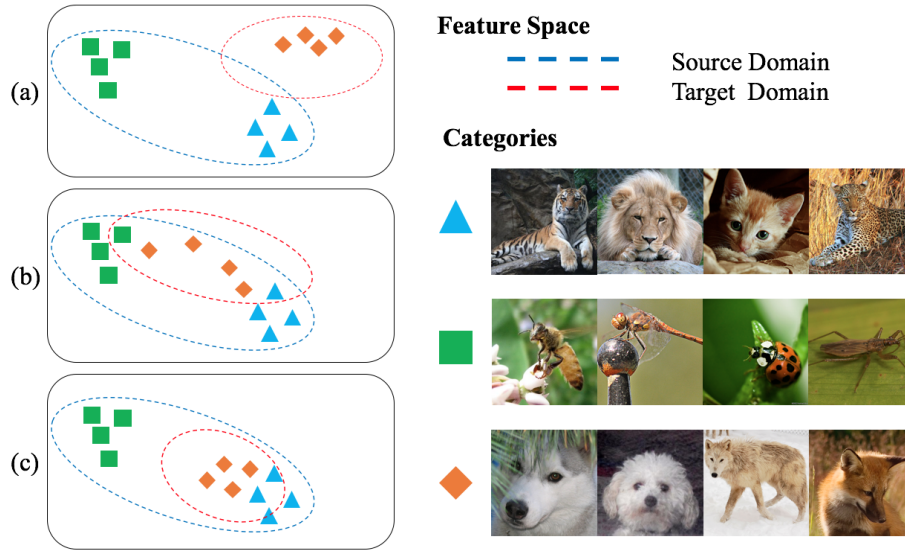 (a)
(b)
(c)
Feature Space
Source Domain
Target Domain
Categories